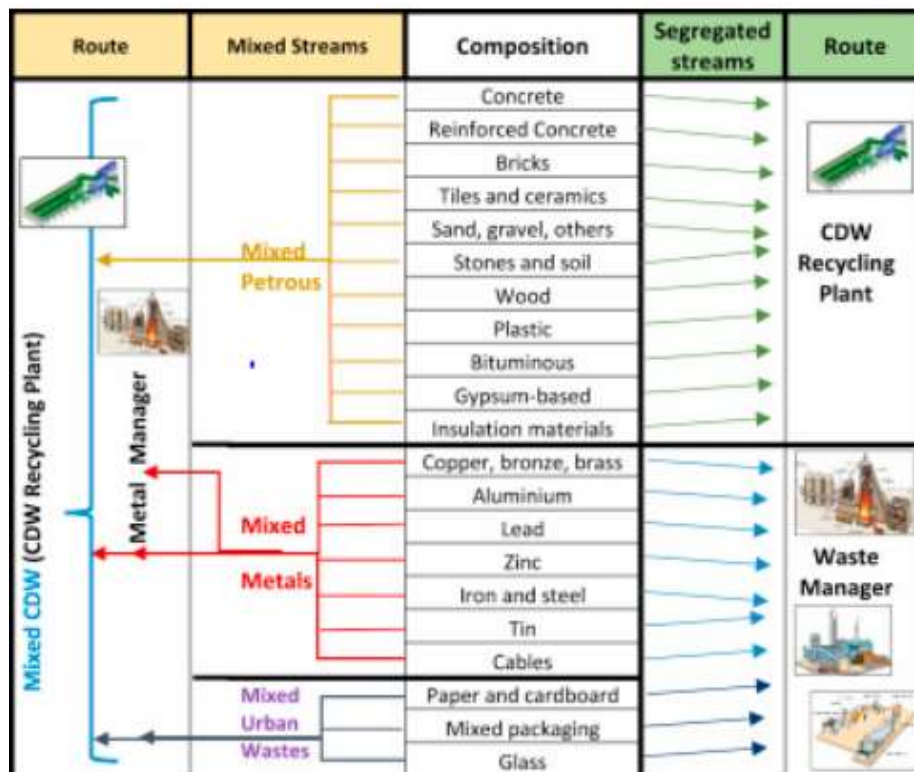 Route
Mixed Streams
Composition
Segregated
streams
Route
Concrete
Reinforced Concrete
Bricks
Tiles and ceramics
Sand, gravel, others
Stones and soil
Wood
Plastic
Bituminous
Gypsum-based
Insulation materials
Mixed
Petrous
CDW
Recycling
Plant
Mixed CDW (CDW Recycling Plant)
Metal Manager
Copper, bronze, brass
Aluminium
Lead
Zinc
Iron and steel
Tin
Cables
Mixed
Metals
Waste
Manager
Mixed
Urban
Wastes
Paper and cardboard
Mixed packaging
Glass